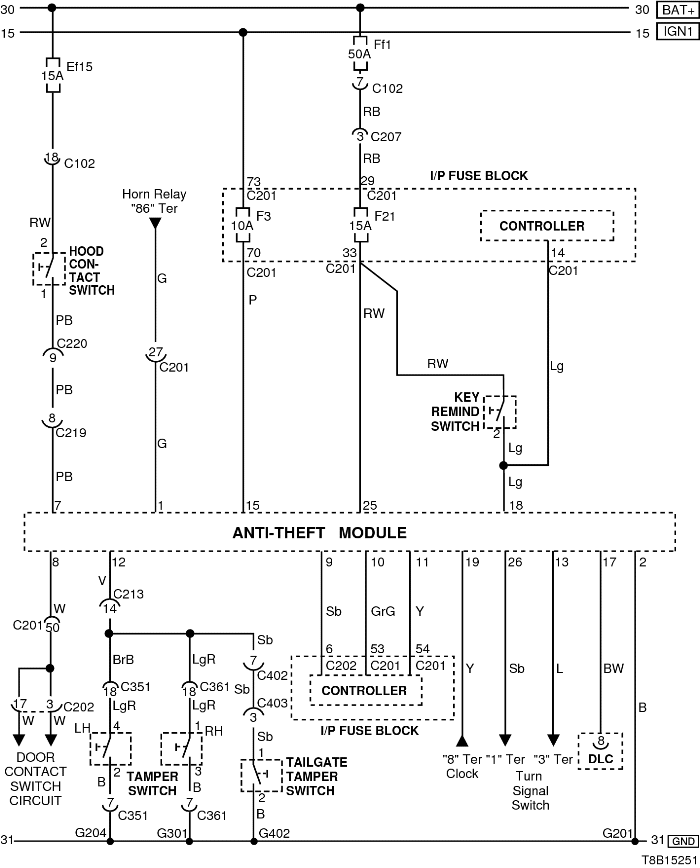 30 30 BAT+
15 15 IGN1
Ef15
15A
Ff1
50A
7
C102
RB
3 C207
RB
18
C102
Horn Relay
"86" Ter
73
C201
29
C201
I/P FUSE BLOCK
F3
10A
F21
15A
CONTROLLER
RW
2
HOOD
CON-
TACT
SWITCH
1
70
C201
33
C201
14
C201
G
P
RW
PB
C220
9
27
C201
RW
Lg
PB
8
C219
KEY
REMIND
SWITCH
2
G
Lg
PB
Lg
7 1 15 25 18
ANTI-THEFT MODULE
8 12 9 10 11 19 26 13 17 2
V
C213
14
W
C201 50
Sb GrG Y
Sb
BrB LgR
7
C402
6 53 54
C202 C201 C201
Y Sb L BW
C351
18
C361
18
Sb
C403
3
CONTROLLER
17 3 C202
W W
LgR LgR
B
I/P FUSE BLOCK
LH 4
1 RH
Sb
1
8
DLC
DOOR
CONTACT
SWITCH
CIRCUIT
2
B
TAMPER
SWITCH
3
B
TAILGATE
TAMPER
SWITCH
2
B
"8" Ter
Clock
"1" Ter "3" Ter
Turn
Signal
Switch
7
C351
7
C361
31 G204 G301 G402 G201 31 GND
T8B15251